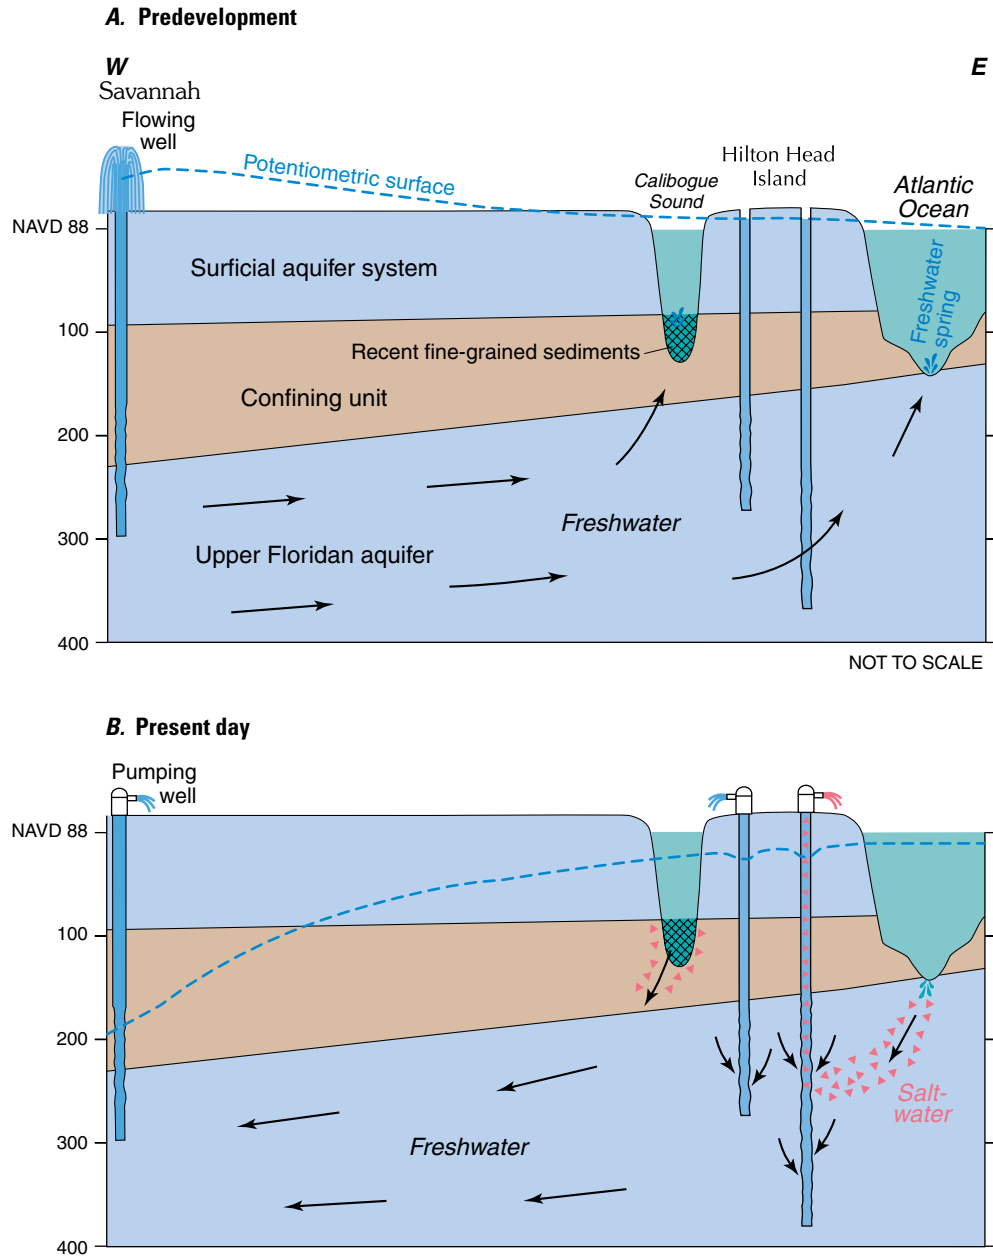 A. Predevelopment
W
E
Savannah
Flowing
well
Potentiometric surface
Calibogue
Sound
Hilton Head
Island
Atlantic
Ocean
NAVD 88
Surficial aquifer system
Freshwater
spring
100
Recent fine-grained sediments
Confining unit
200
Freshwater
300
Upper Floridan aquifer
400
NOT TO SCALE
B. Present day
Pumping
well
NAVD 88
100
200
Salt-
water
300
Freshwater
400